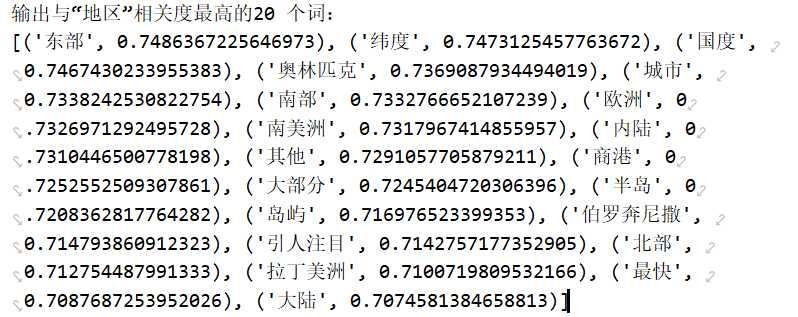 输出与“地区”相关度最高的20 个词：
[('东部', 0.7486367225646973), ('纬度', 0.7473125457763672), ('国度',
0.7467430233955383), ('奥林匹克', 0.7369087934494019), ('城市',
0.7338242530822754), ('南部', 0.7332766652107239), ('欧洲', 0
.7326971292495728), ('南美洲', 0.7317967414855957), ('内陆', 0
.7310446500778198), ('其他', 0.7291057705879211), ('商港', 0
.7252552509307861), ('大部分', 0.7245404720306396), ('半岛', 0
.7208362817764282), ('岛屿', 0.716976523399353), ('伯罗奔尼撒',
0.714793860912323), ('引人注目', 0.7142757177352905), ('北部',
0.712754487991333), ('拉丁美洲', 0.7100719809532166), ('最快',
0.7087687253952026), ('大陆', 0.7074581384658813)]